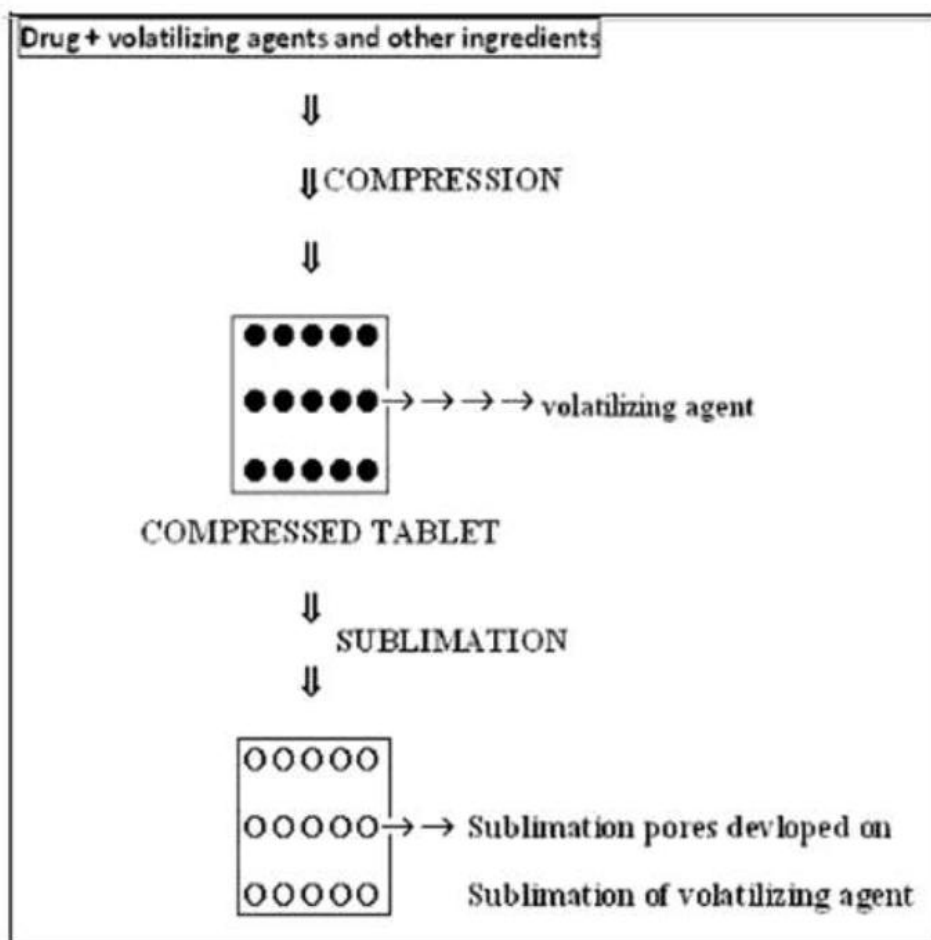 Drug + volatilizing agents and other ingredients
COMPRESSION
volatilizing agent
COMPRESSED TABLET
SUBLIMATION
Sublimation pores devloped on
Sublimation of volatilizing agent